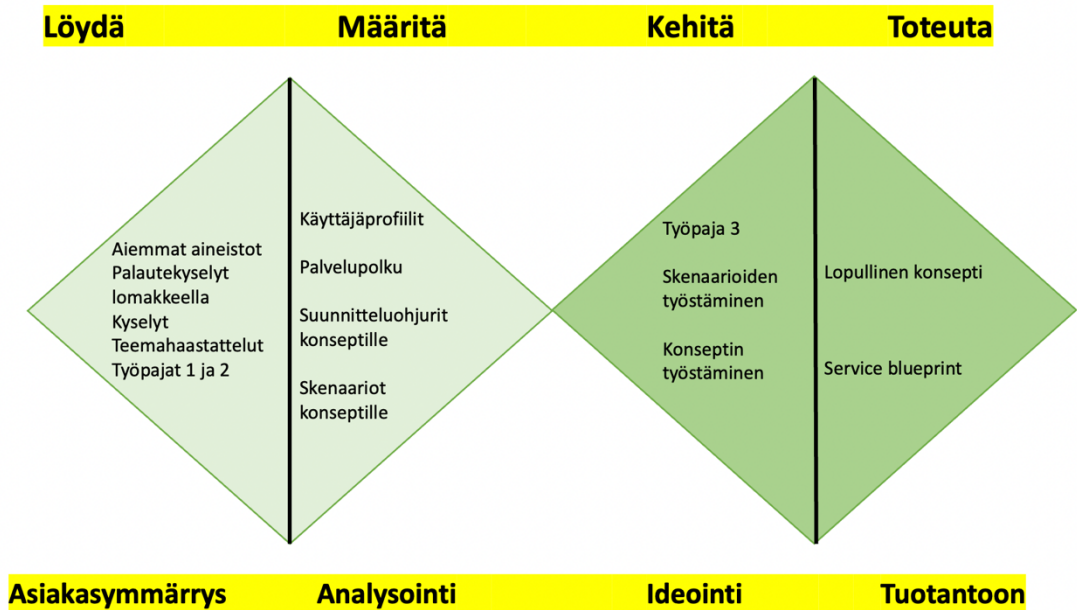 Löydä Määritä Kehitä Toteuta
Aiemmat aineistot
Palautekyselyt
lomakkeella
Kyselyt
Teemahaastattelut
Työpajat 1 ja 2
Käyttäjäprofiilit
Palvelupolku
Suunnitteluohjurit
konseptille
Skenaariot
konseptille
Työpaja 3
Skenaarioiden
työstäminen
Konseptin
työstäminen
Lopullinen konsepti
Service blueprint
Asiakasymmärrys Analysointi Ideointi Tuotantoon